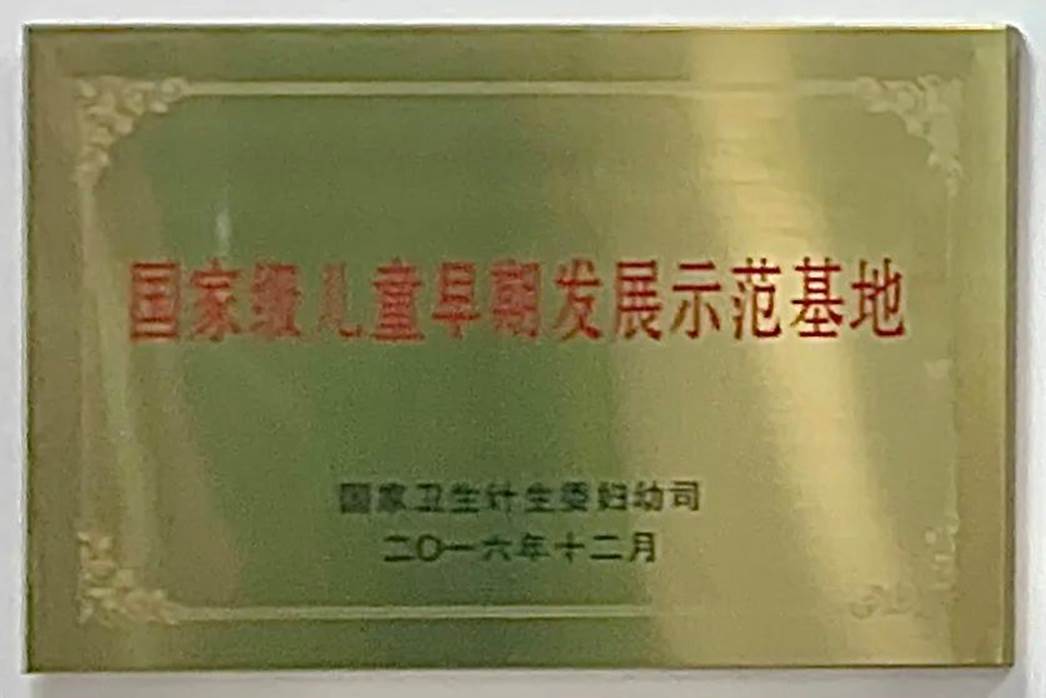 国家级儿童早期发展示范基地
国家卫生计生委妇幼司
二〇一六年十二月